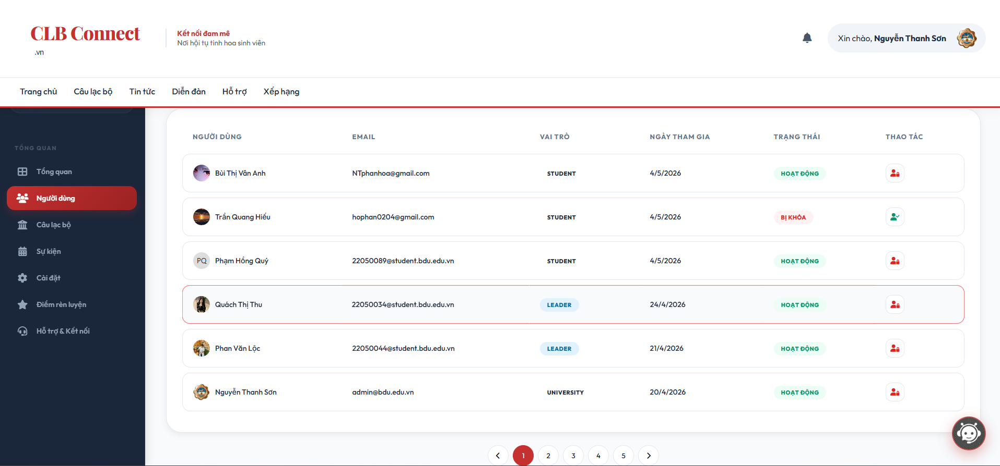 CLB Connect
.vn
Kết nối đam mê
Nơi hội tụ tinh hoa sinh viên
Xin chào, Nguyễn Thanh Sơn
Trang chủ Câu lạc bộ Tin tức Diễn đàn Hỗ trợ Xếp hạng
TỔNG QUAN
Tổng quan
Người dùng
Câu lạc bộ
Sự kiện
Cài đặt
Điểm rèn luyện
Hỗ trợ & Kết nối
NGƯỜI DÙNG EMAIL VAI TRÒ NGÀY THAM GIA TRẠNG THÁI THAO TÁC
Bùi Thị Vân Anh NTphanhoa@gmail.com STUDENT 4/5/2026 HOẠT ĐỘNG
Trần Quang Hiếu hophan0204@gmail.com STUDENT 4/5/2026 BỊ KHÓA
PQ Phạm Hồng Quý 22050089@student.bdu.edu.vn STUDENT 4/5/2026 HOẠT ĐỘNG
Quách Thị Thu 22050034@student.bdu.edu.vn LEADER 24/4/2026 HOẠT ĐỘNG
Phan Văn Lộc 22050044@student.bdu.edu.vn LEADER 21/4/2026 HOẠT ĐỘNG
Nguyễn Thanh Sơn admin@bdu.edu.vn UNIVERSITY 20/4/2026 HOẠT ĐỘNG
1 2 3 4 5